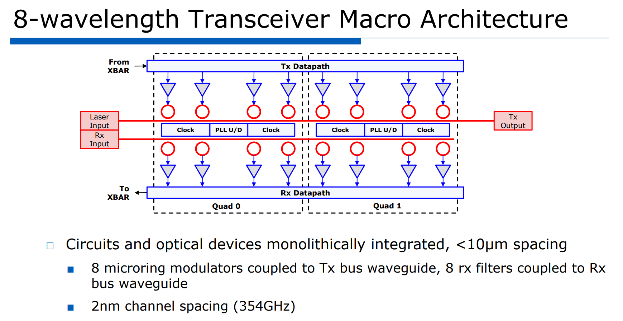 8-wavelength Transceiver Macro Architecture
From
XBAR
Tx Datapath
Laser
Input
Rx
Input
Clock
PLL U/D
Clock
Clock
PLL U/D
Clock
Tx
Output
To
XBAR
Rx Datapath
Quad 0
Quad 1
Circuits and optical devices monolithically integrated, <10μm spacing
8 microring modulators coupled to Tx bus waveguide, 8 rx filters coupled to Rx
bus waveguide
2nm channel spacing (354GHz)